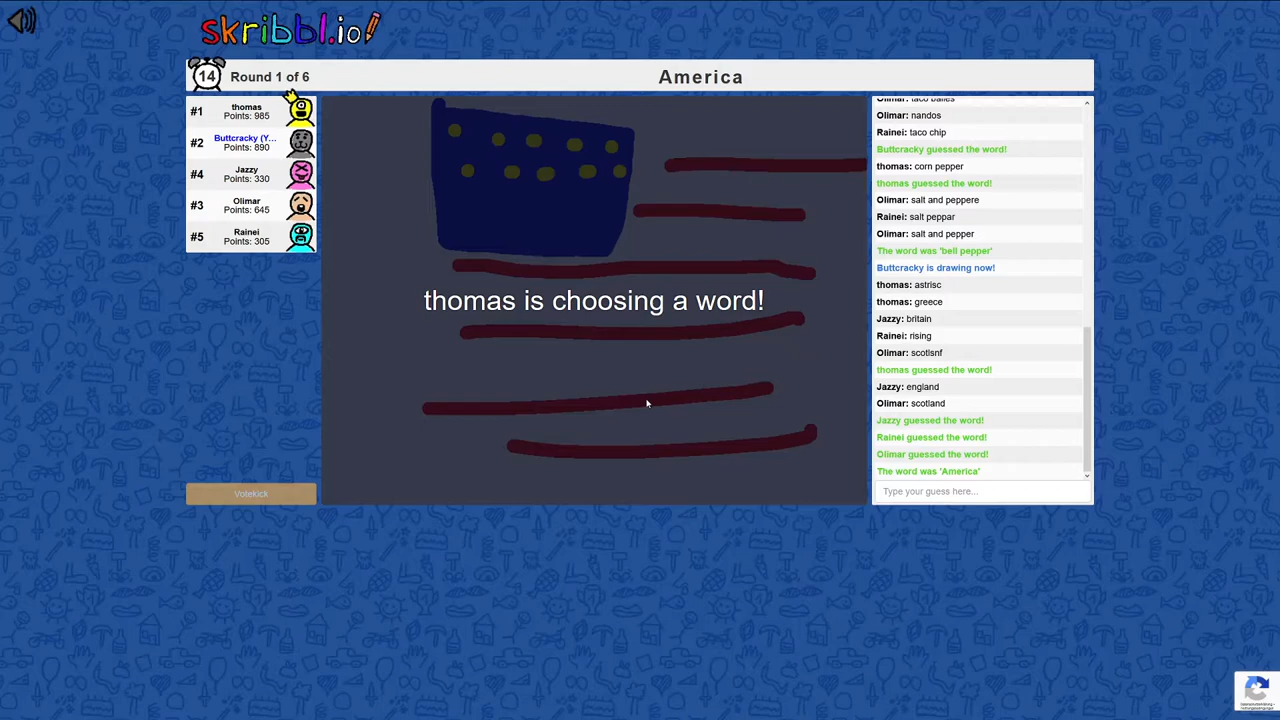 skribbl.io
14
Round 1 of 6
America
#1
thomas
Points: 985
#2
Buttcracky (Y...
Points: 890
#4
Jazzy
Points: 330
#3
Olimar
Points: 645
#5
Rainei
Points: 305
Votekick
thomas is choosing a word!
Olimar: nandos
Rainei: taco chip
Buttcracky guessed the word!
thomas: corn pepper
thomas guessed the word!
Olimar: salt and peppere
Rainei: salt peppar
Olimar: salt and pepper
The word was 'bell pepper'
Buttcracky is drawing now!
thomas: astrisc
thomas: greece
Jazzy: britain
Rainei: rising
Olimar: scotlsnf
thomas guessed the word!
Jazzy: england
Olimar: scotland
Jazzy guessed the word!
Rainei guessed the word!
Olimar guessed the word!
The word was 'America'
Type your guess here...